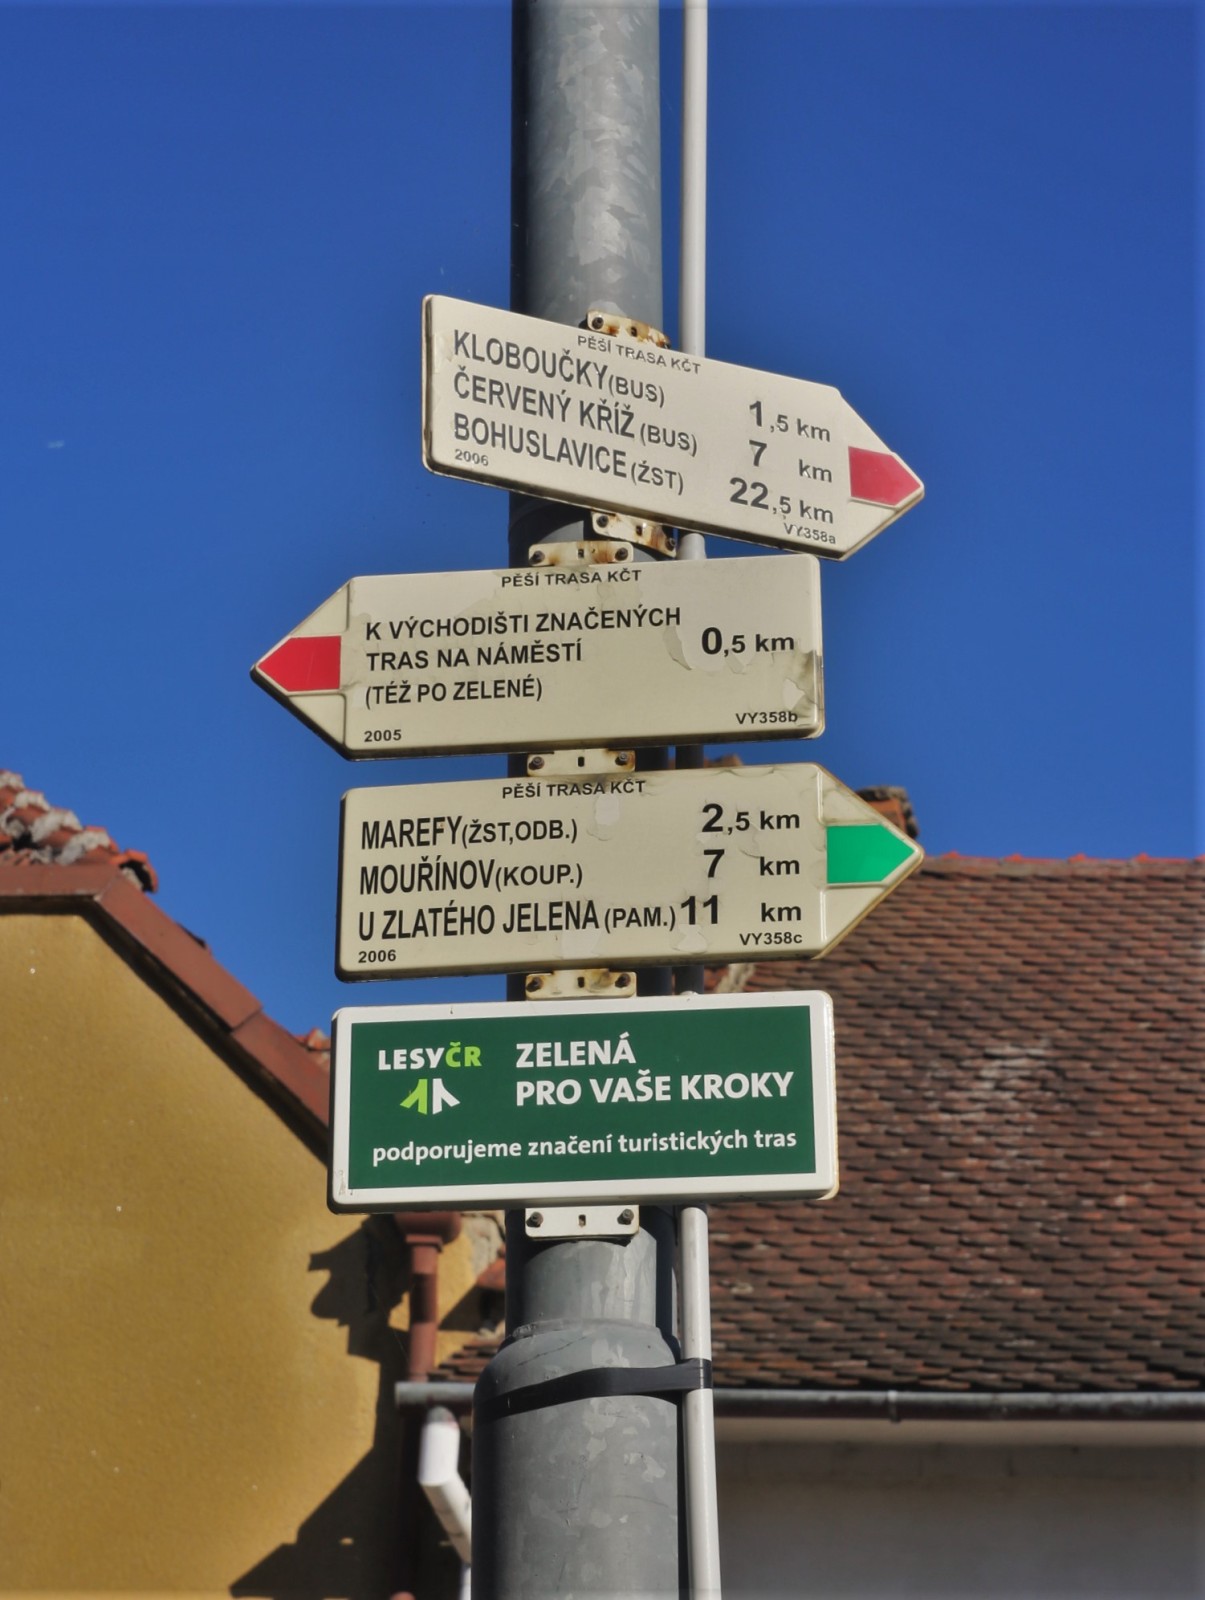 PĚŠÍ TRASA KČT
KLOBOUČKY (BUS) 1,5 km
ČERVENÝ KŘÍŽ (BUS) 7 km
BOHUSLAVICE (ŽST) 22,5 km
2006 VY358a
PĚŠÍ TRASA KČT
K VÝCHODIŠTI ZNAČENÝCH
TRAS NA NÁMĚSTÍ 0,5 km
(TÉŽ PO ZELENÉ)
2005 VY358b
PĚŠÍ TRASA KČT
MAREFY (ŽST,ODB.) 2,5 km
MOUŘÍNOV (KOUP.) 7 km
U ZLATÉHO JELENA (PAM.) 11 km
2006 VY358c
LESYČR ZELENÁ
PRO VAŠE KROKY
podporujeme značení turistických tras